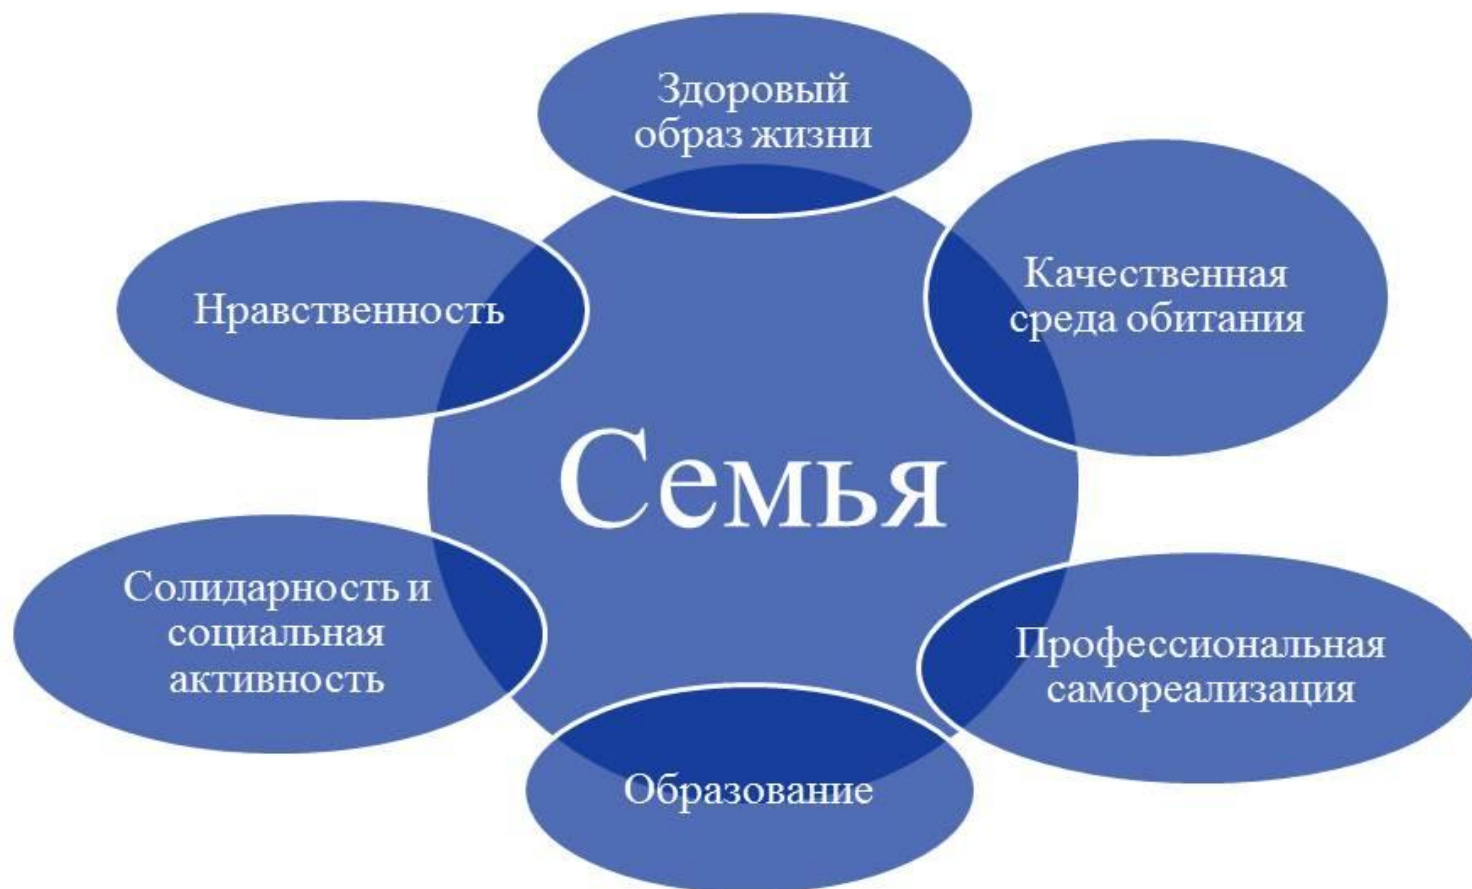 Здоровый
образ жизни
Качественная
среда обитания
Нравственность
Семья
Солидарность и
социальная
активность
Профессиональная
самореализация
Образование